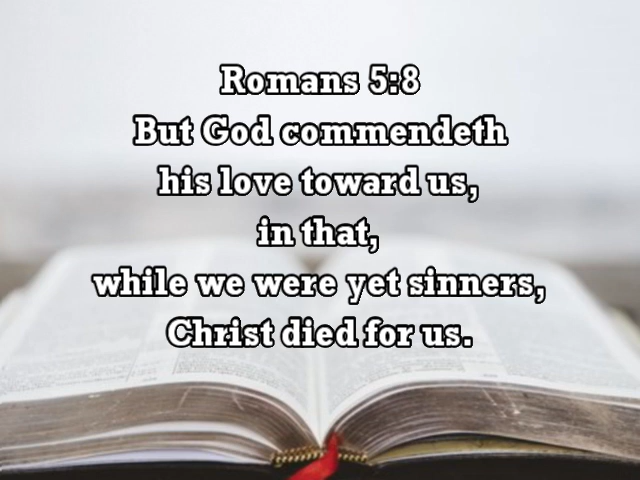 Romans 5:8
But God commendeth
his love toward us,
in that,
while we were yet sinners,
Christ died for us.